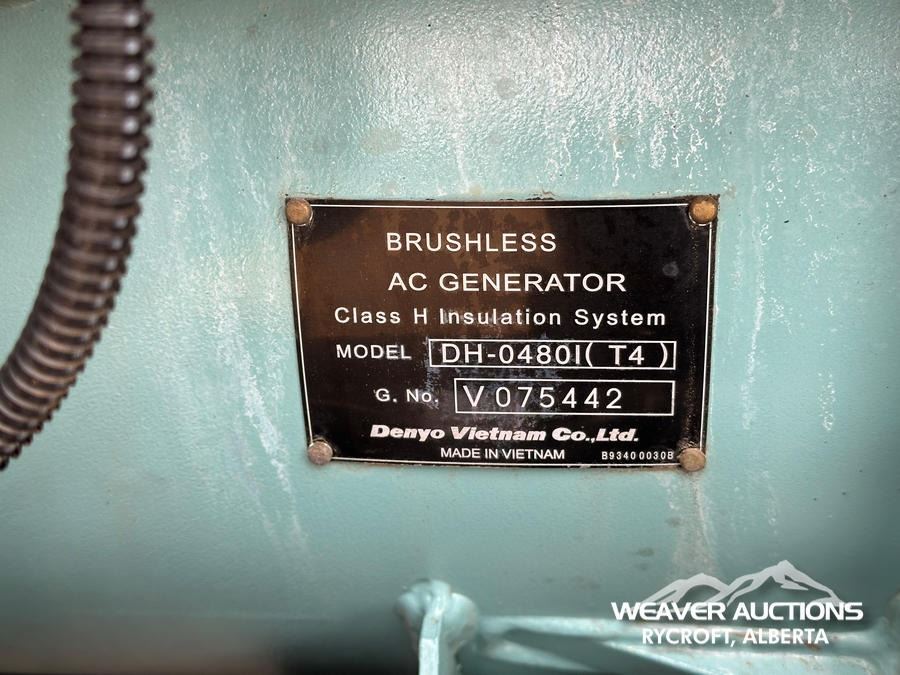 BRUSHLESS
AC GENERATOR
Class H Insulation System
MODEL DH-0480I( T4 )
G. No. V 075442
Denyo Vietnam Co.,Ltd.
MADE IN VIETNAM B93400030B
WEAVER AUCTIONS
RYCROFT, ALBERTA